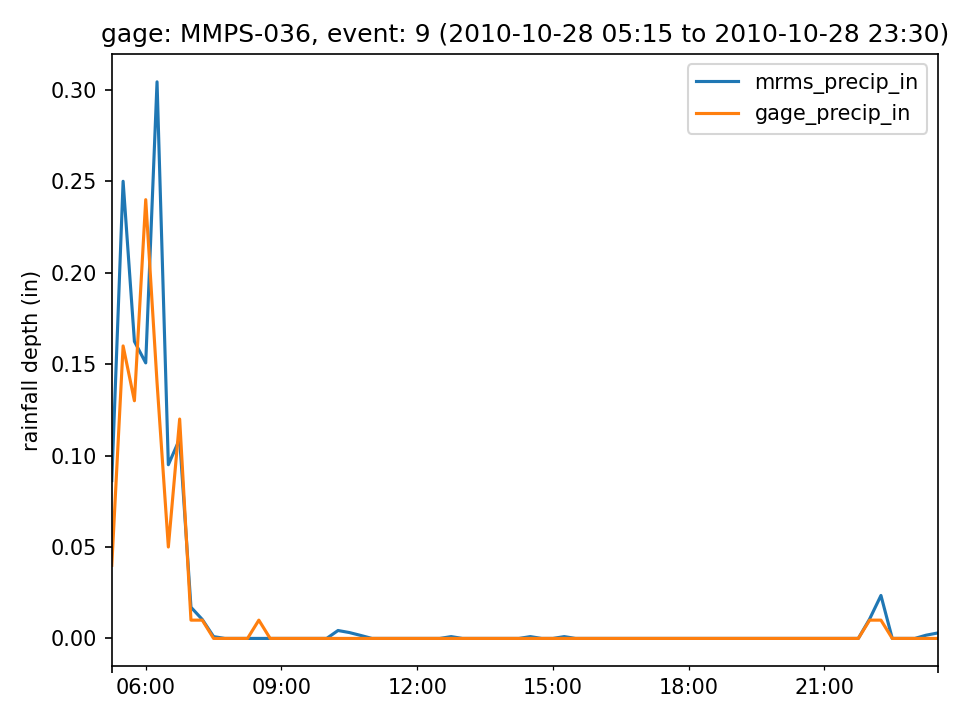 gage: MMPS-036, event: 9 (2010-10-28 05:15 to 2010-10-28 23:30)
mrms_precip_in
gage_precip_in
rainfall depth (in)
0.30
0.25
0.20
0.15
0.10
0.05
0.00
06:00 09:00 12:00 15:00 18:00 21:00